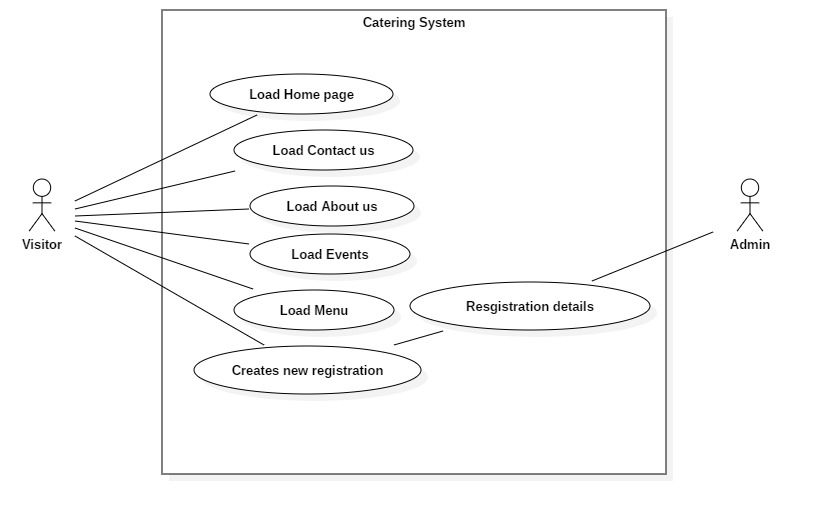 Catering System
Load Home page
Load Contact us
Load About us
Visitor
Admin
Load Events
Load Menu
Resgistration details
Creates new registration